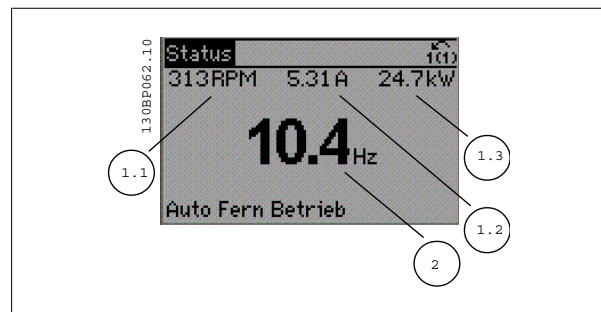 130BP062.10
Status 1(1)
313RPM 5.31A 24.7kW
10.4Hz
Auto Fern Betrieb
1.1
1.3
1.2
2